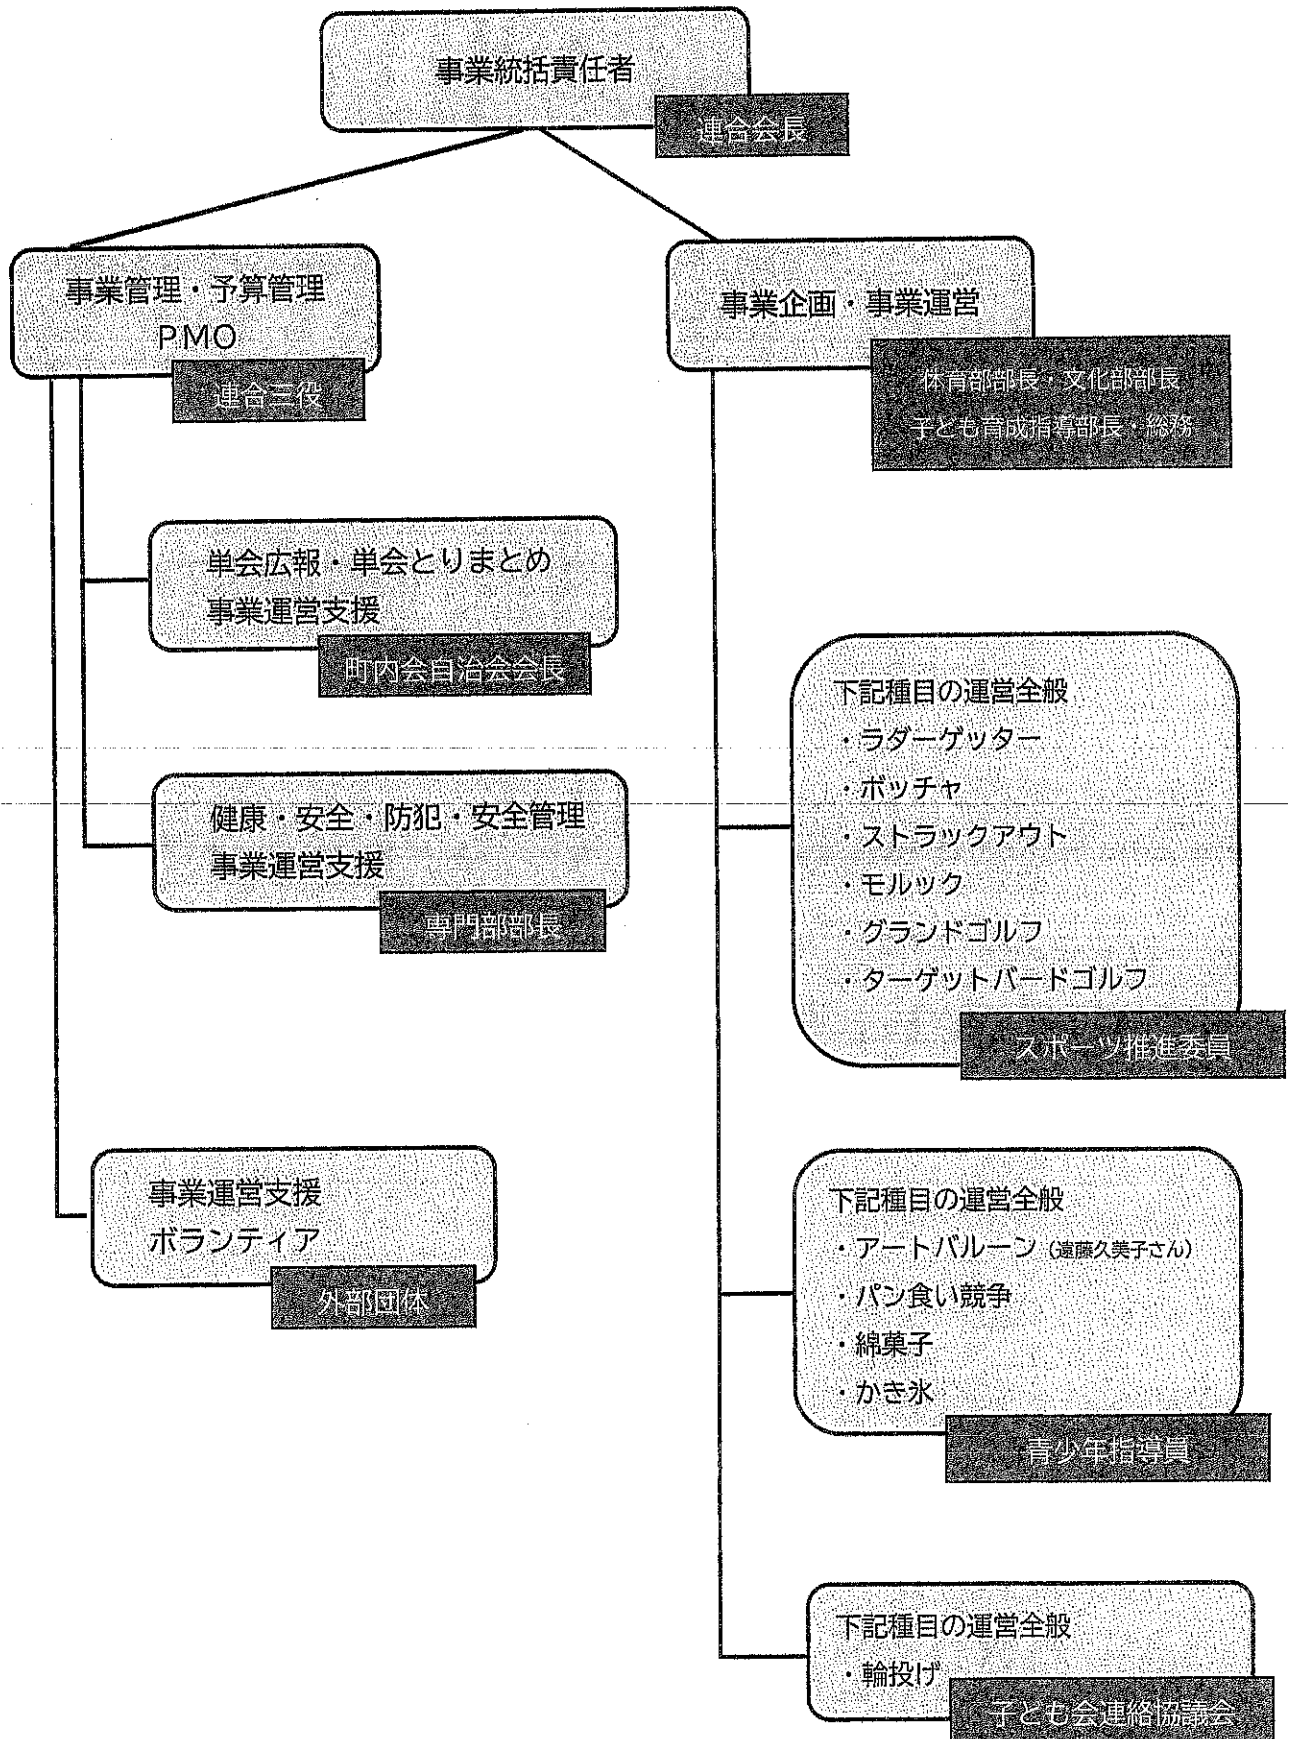 事業統括責任者
連合会長
事業管理・予算管理
PMO
連合三役
事業企画・事業運営
体育部部長・文化部部長
子ども育成指導部長・総務
単会広報・単会とりまとめ
事業運営支援
町内会自治会会長
健康・安全・防犯・安全管理
事業運営支援
専門部部長
事業運営支援
ボランティア
外部団体
下記種目の運営全般
・ラダーゲッター
・ボッチャ
・ストラックアウト
・モルック
・グランドゴルフ
・ターゲットバードゴルフ
スポーツ推進委員
下記種目の運営全般
・アートバルーン（遠藤久美子さん）
・パン食い競争
・綿菓子
・かき氷
青少年指導員
下記種目の運営全般
・輪投げ
子ども会連絡協議会